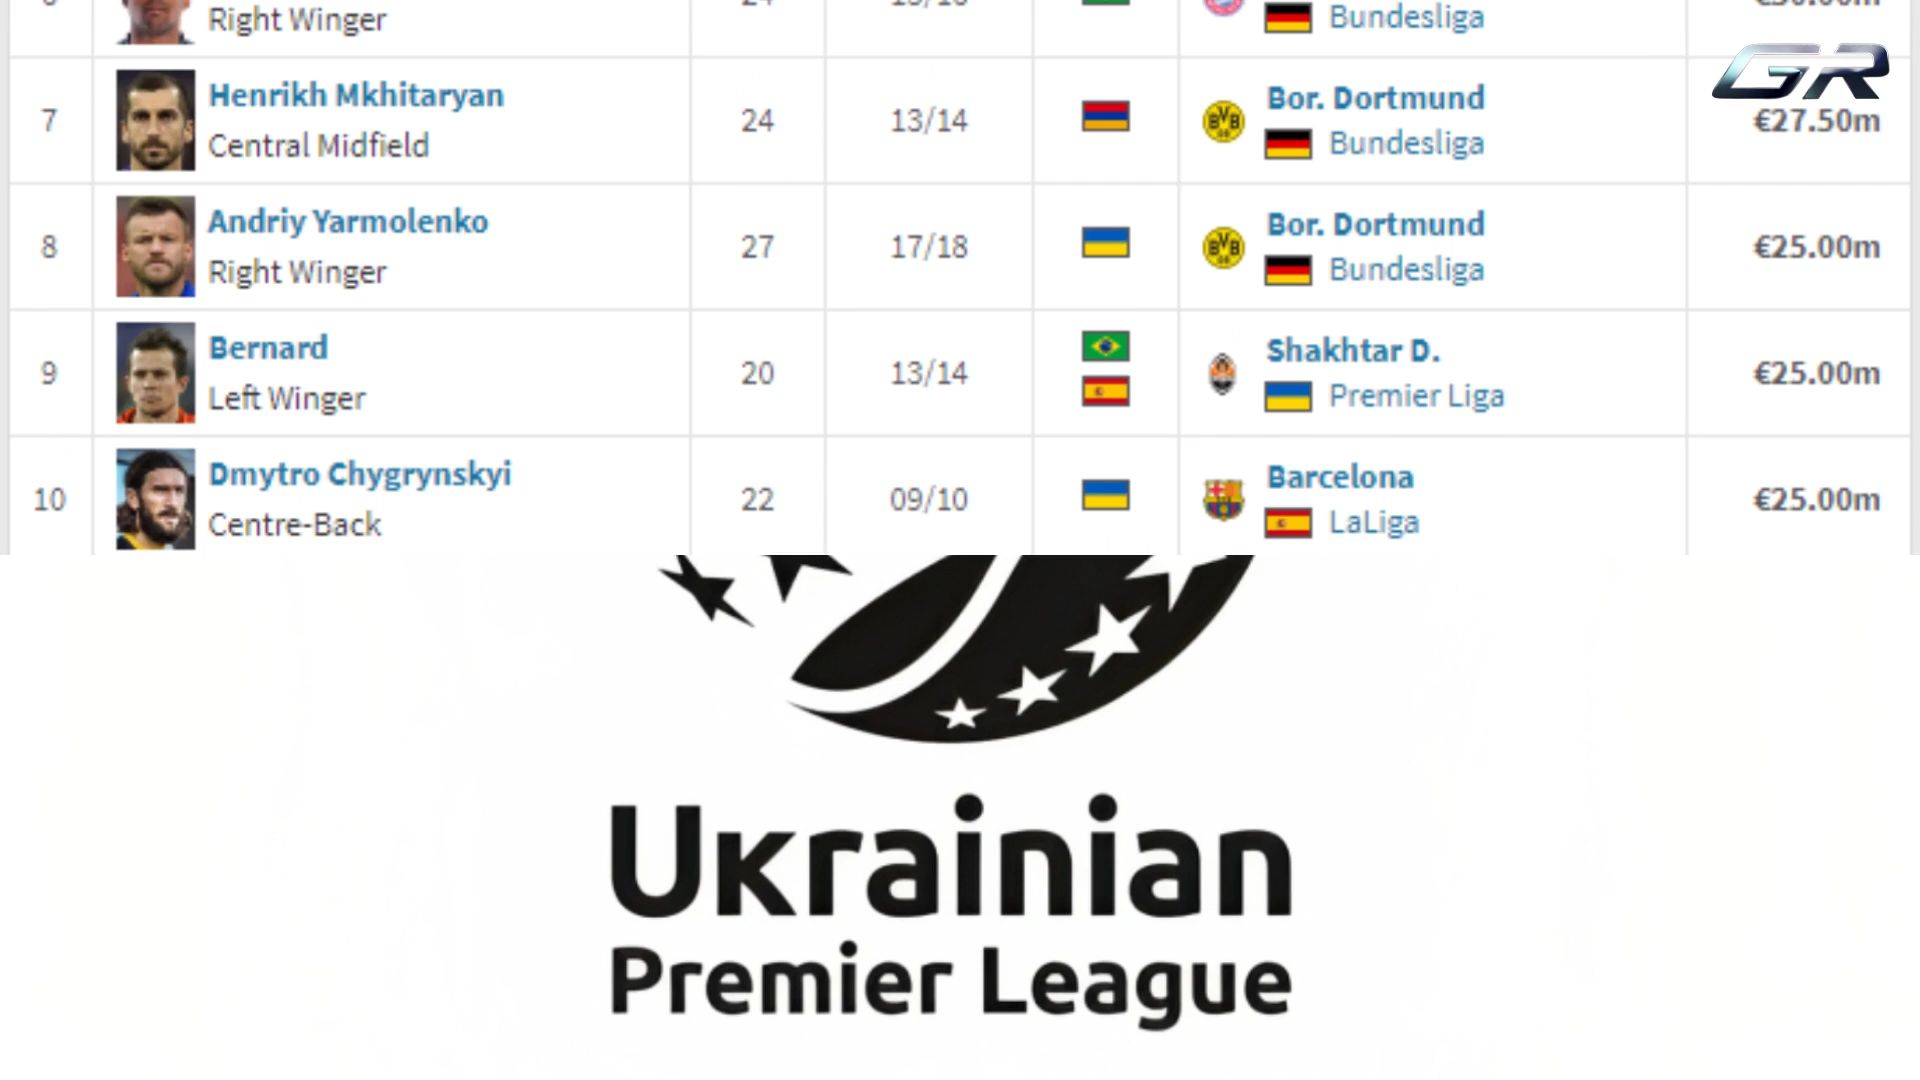 Right Winger
Bundesliga
GR
7
Henrikh Mkhitaryan
Central Midfield
24
13/14
Bor. Dortmund
Bundesliga
€27.50m
8
Andriy Yarmolenko
Right Winger
27
17/18
Bor. Dortmund
Bundesliga
€25.00m
9
Bernard
Left Winger
20
13/14
Shakhtar D.
Premier Liga
€25.00m
10
Dmytro Chygrynskyi
Centre-Back
22
09/10
Barcelona
LaLiga
€25.00m
Ukrainian
Premier League